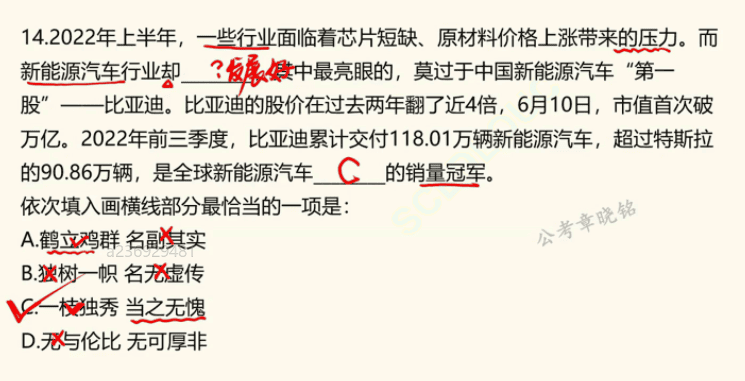 14.2022年上半年，一些行业面临着芯片短缺、原材料价格上涨带来的压力。而
新能源汽车行业却______?发展好 其中最亮眼的，莫过于中国新能源汽车“第一
股”——比亚迪。比亚迪的股价在过去两年翻了近4倍，6月10日，市值首次破
万亿。2022年前三季度，比亚迪累计交付118.01万辆新能源汽车，超过特斯拉
的90.86万辆，是全球新能源汽车___C___的销量冠军。
依次填入画横线部分最恰当的一项是：
A.鹤立鸡群 名副其实
a236929481
B.独树一帜 名无虚传
C.一枝独秀 当之无愧
D.无与伦比 无可厚非
公考章晓铭